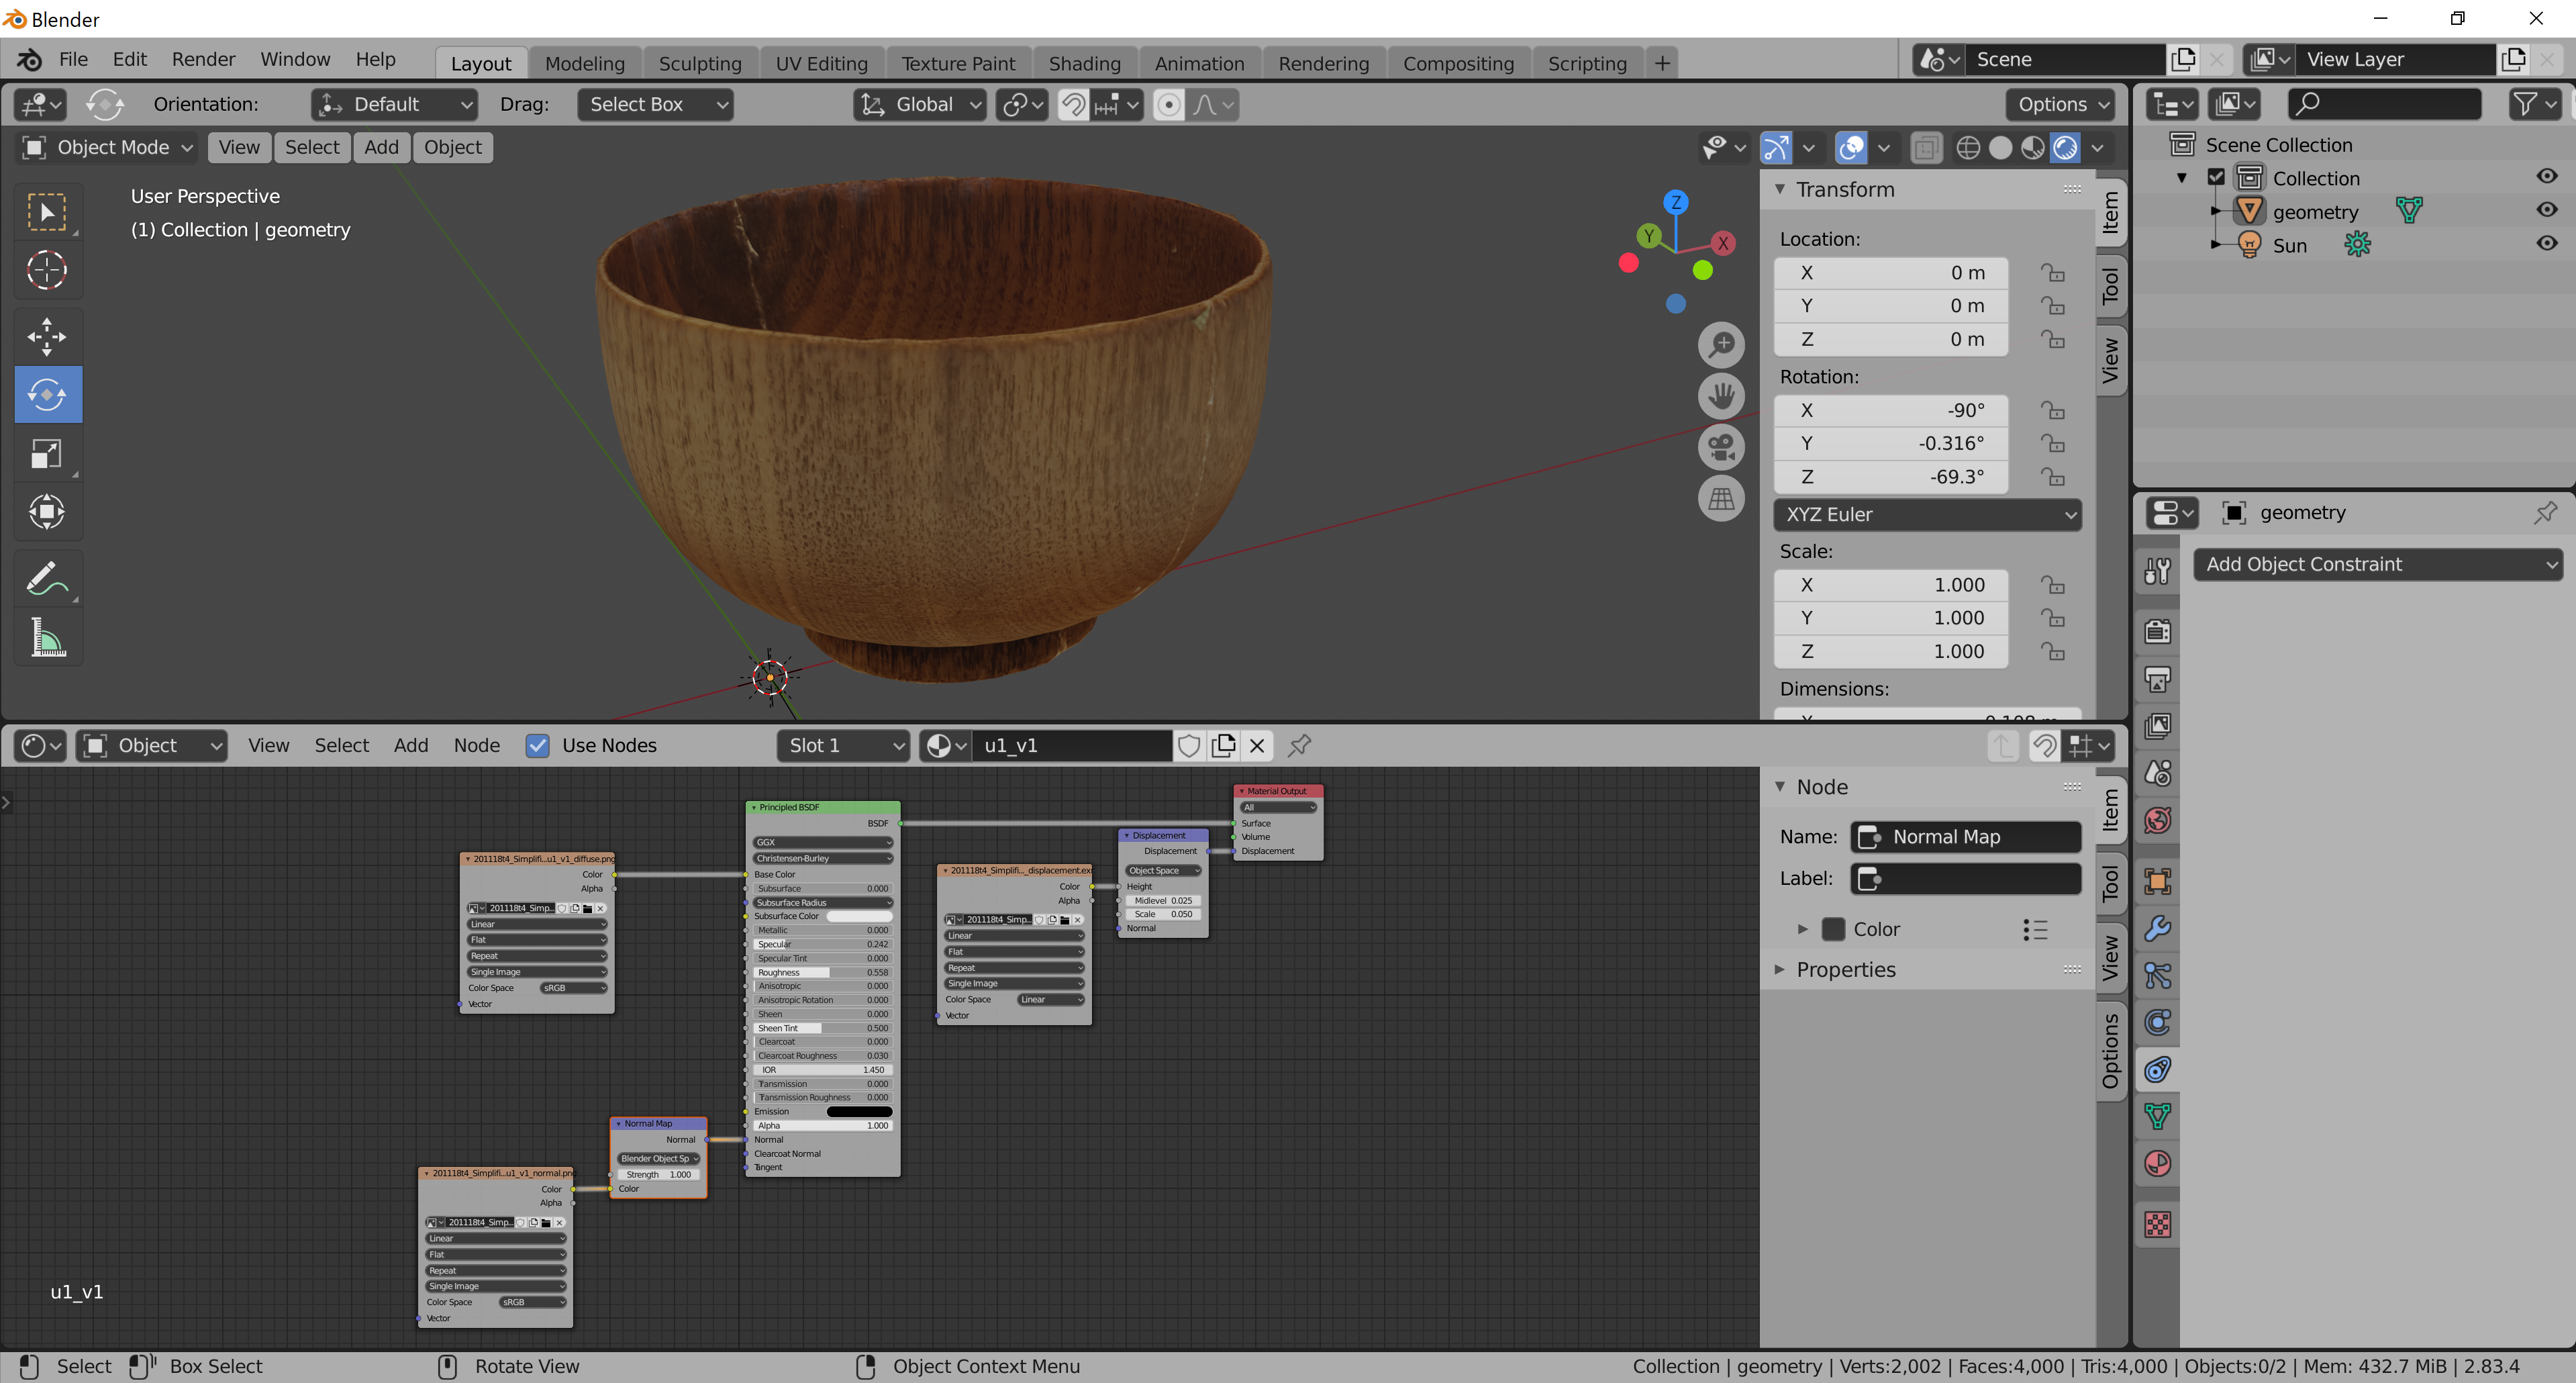 Blender
File Edit Render Window Help Layout Modeling Sculpting UV Editing Texture Paint Shading Animation Rendering Compositing Scripting + Scene View Layer
Orientation: Default Drag: Select Box Global Options
Object Mode View Select Add Object
User Perspective
(1) Collection | geometry
Z
Y
X
Transform
Location:
X 0 m
Y 0 m
Z 0 m
Rotation:
X -90°
Y -0.316°
Z -69.3°
XYZ Euler
Scale:
X 1.000
Y 1.000
Z 1.000
Dimensions:
Item
Tool
View
Scene Collection
Collection
geometry
Sun
geometry
Add Object Constraint
Object View Select Add Node Use Nodes Slot 1 u1_v1
201118t4_Simplifi...u1_v1_diffuse.png
Color
Alpha
201118t4_Simp...
Linear
Flat
Repeat
Single Image
Color Space sRGB
Vector
201118t4_Simplifi...u1_v1_normal.png
Color
Alpha
201118t4_Simp...
Linear
Flat
Repeat
Single Image
Color Space sRGB
Vector
Normal Map
Normal
Blender Object Sp
Strength 1.000
Color
Principled BSDF
BSDF
GGX
Christensen-Burley
Base Color
Subsurface 0.000
Subsurface Radius
Subsurface Color
Metallic 0.000
Specular 0.242
Specular Tint 0.000
Roughness 0.558
Anisotropic 0.000
Anisotropic Rotation 0.000
Sheen 0.000
Sheen Tint 0.500
Clearcoat 0.000
Clearcoat Roughness 0.030
IOR 1.450
Transmission 0.000
Transmission Roughness 0.000
Emission
Alpha 1.000
Normal
Clearcoat Normal
Tangent
201118t4_Simplifi..._displacement.exr
Color
Alpha
201118t4_Simp...
Linear
Flat
Repeat
Single Image
Color Space Linear
Vector
Displacement
Displacement
Object Space
Height
Midlevel 0.025
Scale 0.050
Normal
Material Output
All
Surface
Volume
Displacement
u1_v1
Node
Name: Normal Map
Label:
Color
Properties
Item
Tool
View
Options
Select Box Select Rotate View Object Context Menu Collection | geometry | Verts:2,002 | Faces:4,000 | Tris:4,000 | Objects:0/2 | Mem: 432.7 MiB | 2.83.4